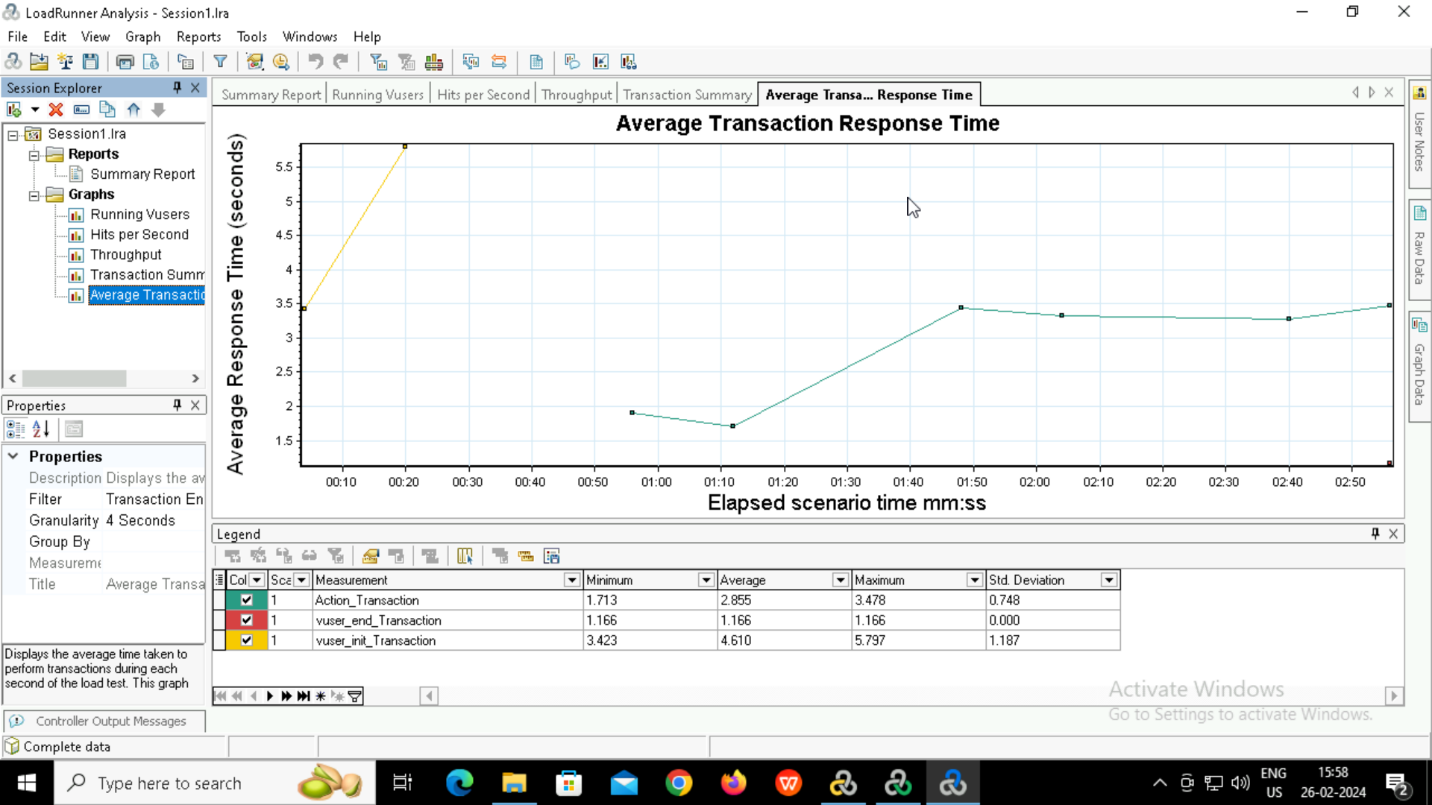 LoadRunner Analysis - Session1.lra
File Edit View Graph Reports Tools Windows Help
Session Explorer
Session1.lra
Reports
Summary Report
Graphs
Running Vusers
Hits per Second
Throughput
Transaction Summ
Average Transactio
Properties
Properties
Description Displays the av
Filter Transaction En
Granularity 4 Seconds
Group By
Measureme
Title Average Transa
Displays the average time taken to
perform transactions during each
second of the load test. This graph
Controller Output Messages
Complete data
Summary Report Running Vusers Hits per Second Throughput Transaction Summary Average Transa... Response Time
Average Transaction Response Time
Average Response Time (seconds)
5.5
5
4.5
4
3.5
3
2.5
2
1.5
00:10 00:20 00:30 00:40 00:50 01:00 01:10 01:20 01:30 01:40 01:50 02:00 02:10 02:20 02:30 02:40 02:50
Elapsed scenario time mm:ss
User Notes
Raw Data
Graph Data
Legend
Col Sca Measurement Minimum Average Maximum Std. Deviation
1 Action_Transaction 1.713 2.855 3.478 0.748
1 vuser_end_Transaction 1.166 1.166 1.166 0.000
1 vuser_init_Transaction 3.423 4.610 5.797 1.187
Activate Windows
Go to Settings to activate Windows.
Type here to search
ENG
US
15:58
26-02-2024
2